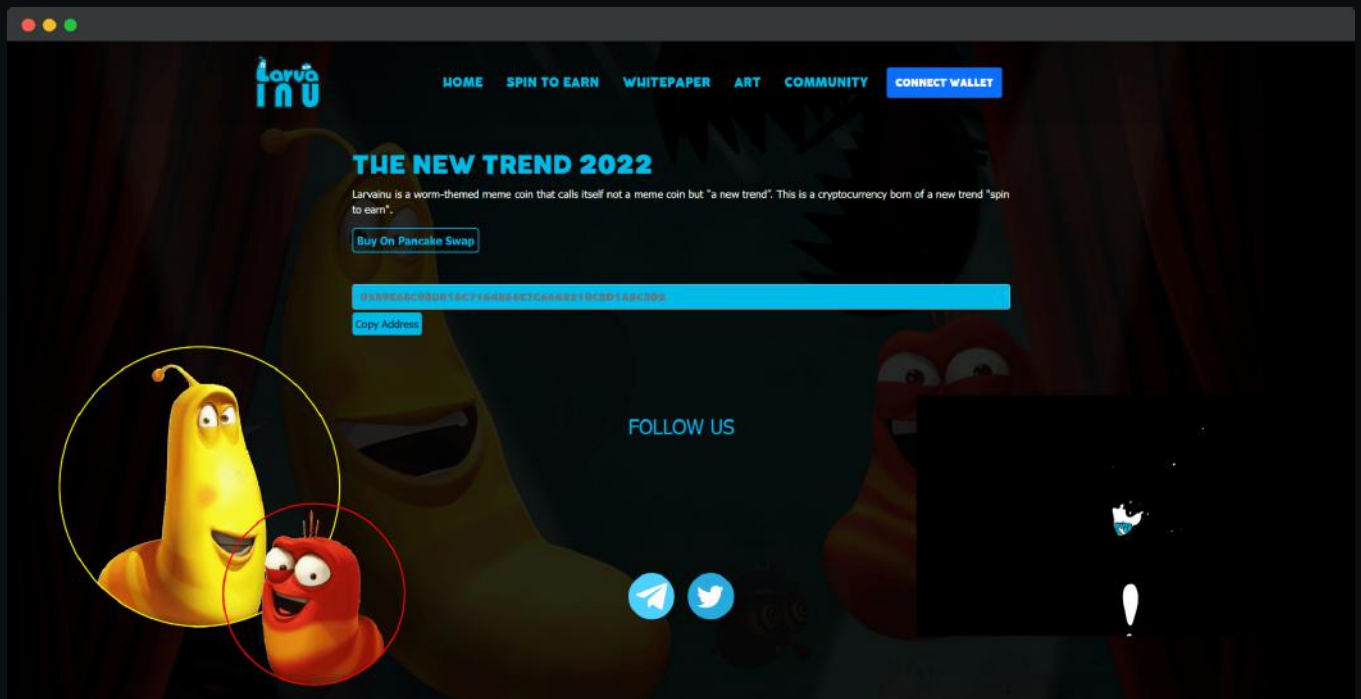 Larva
INU
HOME SPIN TO EARN WHITEPAPER ART COMMUNITY CONNECT WALLET
THE NEW TREND 2022
Larvainu is a worm-themed meme coin that calls itself not a meme coin but "a new trend". This is a cryptocurrency born of a new trend "spin
to earn".
Buy On Pancake Swap
Copy Address
FOLLOW US